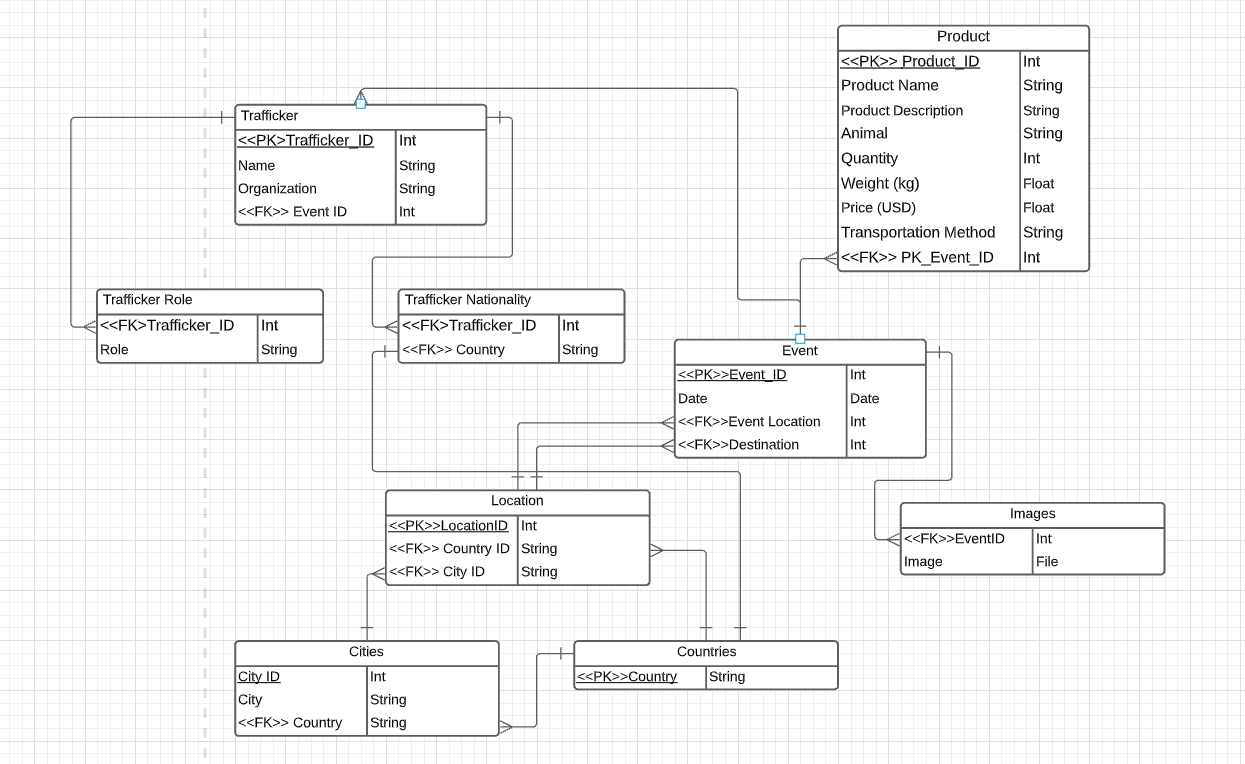 Product
<<PK>> Product_ID Int
Product Name String
Product Description String
Animal String
Quantity Int
Weight (kg) Float
Price (USD) Float
Transportation Method String
<<FK>> PK_Event_ID Int
Trafficker
<<PK>Trafficker_ID Int
Name String
Organization String
<<FK>> Event ID Int
Trafficker Role
<<FK>Trafficker_ID Int
Role String
Trafficker Nationality
<<FK>Trafficker_ID Int
<<FK>> Country String
Event
<<PK>>Event_ID Int
Date Date
<<FK>>Event Location Int
<<FK>>Destination Int
Location
<<PK>>LocationID Int
<<FK>> Country ID String
<<FK>> City ID String
Images
<<FK>>EventID Int
Image File
Cities
City ID Int
City String
<<FK>> Country String
Countries
<<PK>>Country String